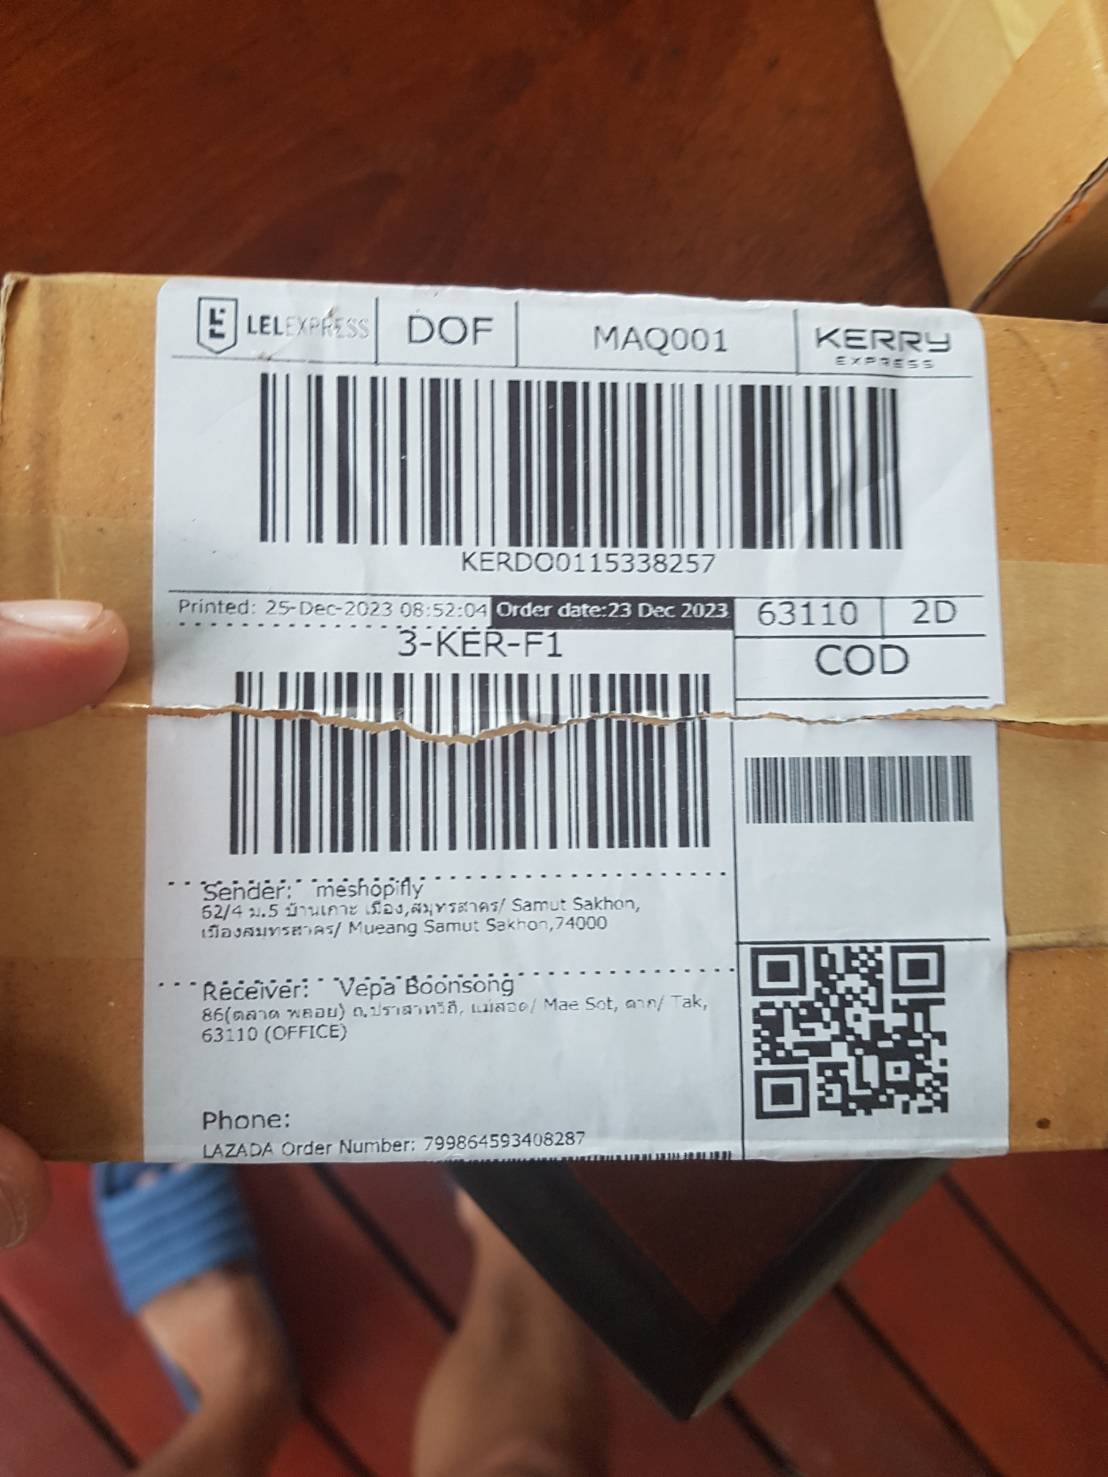 LELEXPRESS
DOF
MAQ001
KERRY
EXPRESS
KERDO0115338257
Printed: 25-Dec-2023 08:52:04
Order date:23 Dec 2023
63110
2D
3-KER-F1
COD
Sender: meshopifly
62/4 ม.5 บ้านเกาะ เมือง,สมุทรสาคร/ Samut Sakhon,
เมืองสมุทรสาคร/ Mueang Samut Sakhon,74000
Receiver: Vepa Boonsong
86(ตลาด พลอย) ถ.ปราสาทวิถี, แม่สอด/ Mae Sot, ตาก/ Tak,
63110 (OFFICE)
Phone:
LAZADA Order Number: 799864593408287